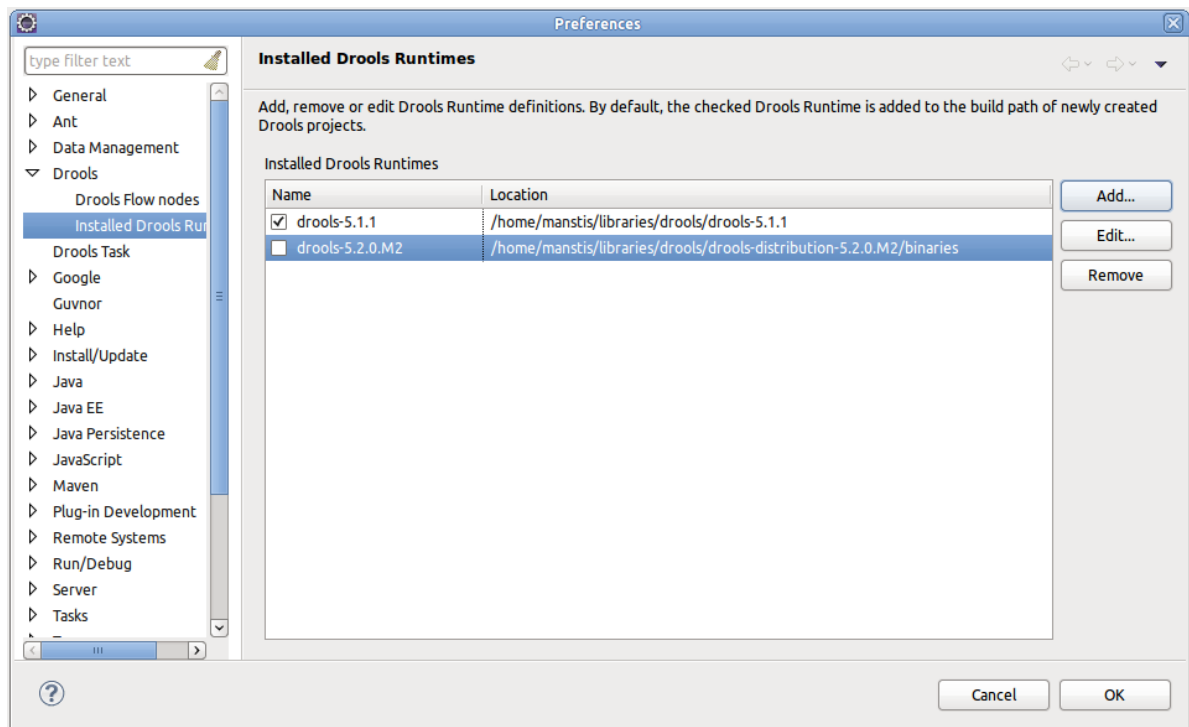 Preferences
type filter text
General
Ant
Data Management
Drools
Drools Flow nodes
Installed Drools Run
Drools Task
Google
Guvnor
Help
Install/Update
Java
Java EE
Java Persistence
JavaScript
Maven
Plug-in Development
Remote Systems
Run/Debug
Server
Tasks
Installed Drools Runtimes
Add, remove or edit Drools Runtime definitions. By default, the checked Drools Runtime is added to the build path of newly created
Drools projects.
Installed Drools Runtimes
Name Location
drools-5.1.1 /home/manstis/libraries/drools/drools-5.1.1
drools-5.2.0.M2 /home/manstis/libraries/drools/drools-distribution-5.2.0.M2/binaries
Add...
Edit...
Remove
?
Cancel OK